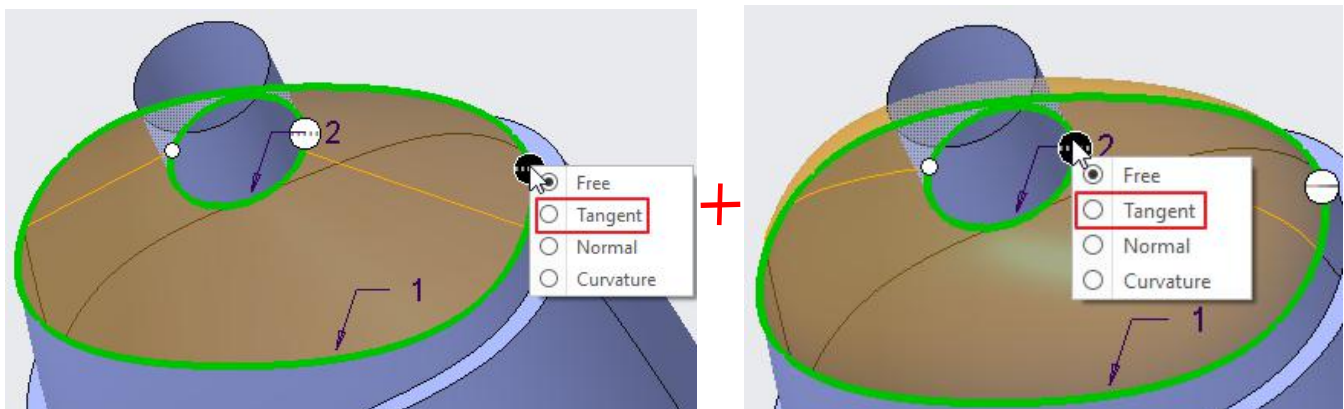 2
Free
Tangent
Normal
Curvature
1
+
2
Free
Tangent
Normal
Curvature
1